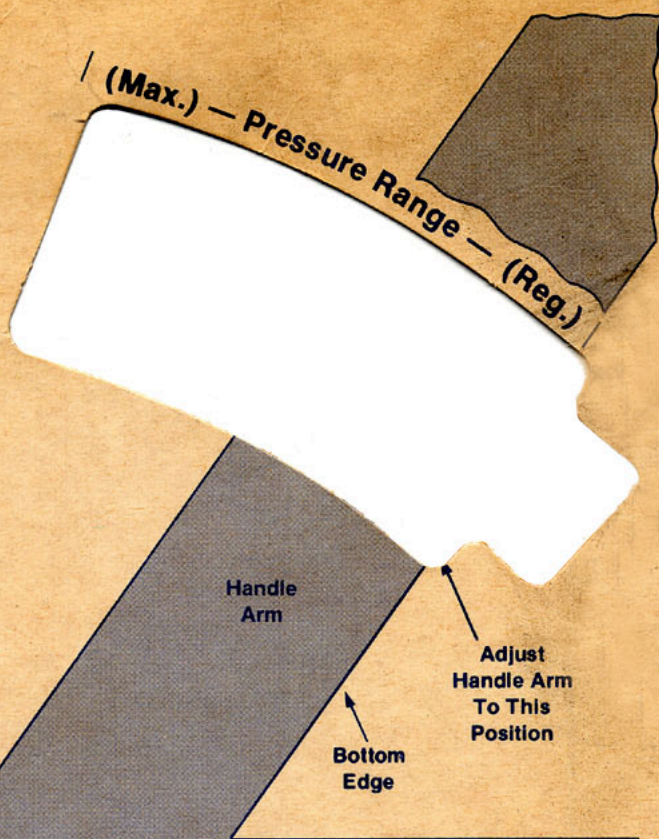 (Max.) — Pressure Range — (Reg.)
Handle
Arm
Adjust
Handle Arm
To This
Position
Bottom
Edge